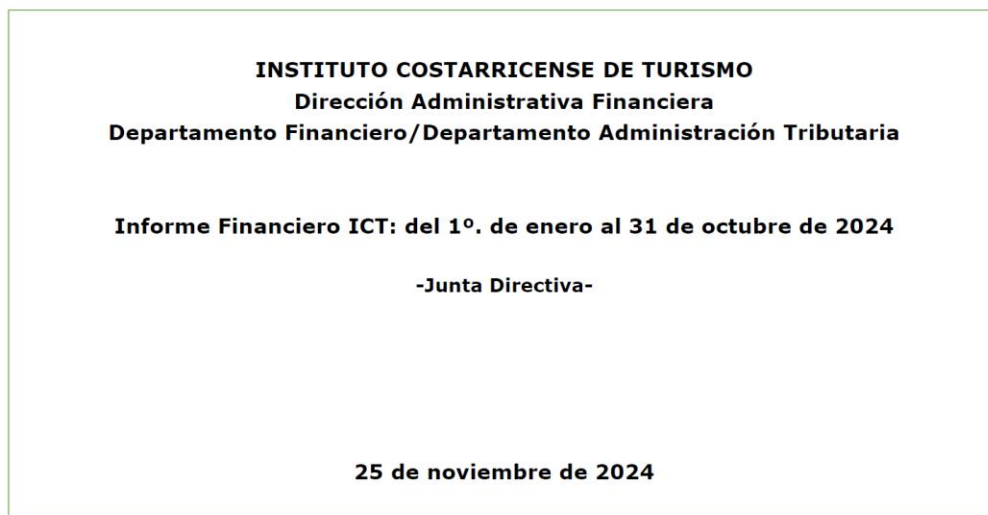 INSTITUTO COSTARRICENSE DE TURISMO
Dirección Administrativa Financiera
Departamento Financiero/Departamento Administración Tributaria
Informe Financiero ICT: del 1º. de enero al 31 de octubre de 2024
-Junta Directiva-
25 de noviembre de 2024